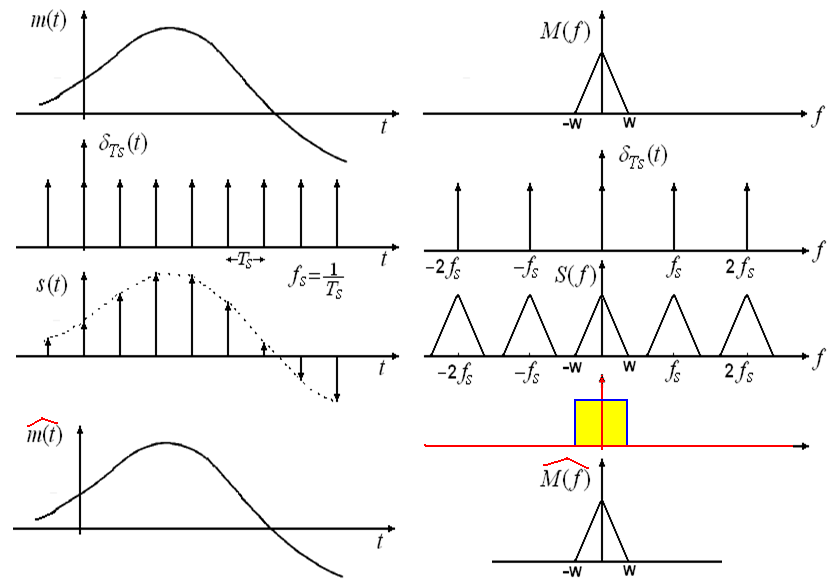 m(t)
t
M(f)
-w w
f
δTs(t)
Ts
t
fs=1/Ts
δTs(t)
-2fs -fs fs 2fs
f
s(t)
t
S(f)
-2fs -fs -w w fs 2fs
f
m(t)
t
M(f)
-w w